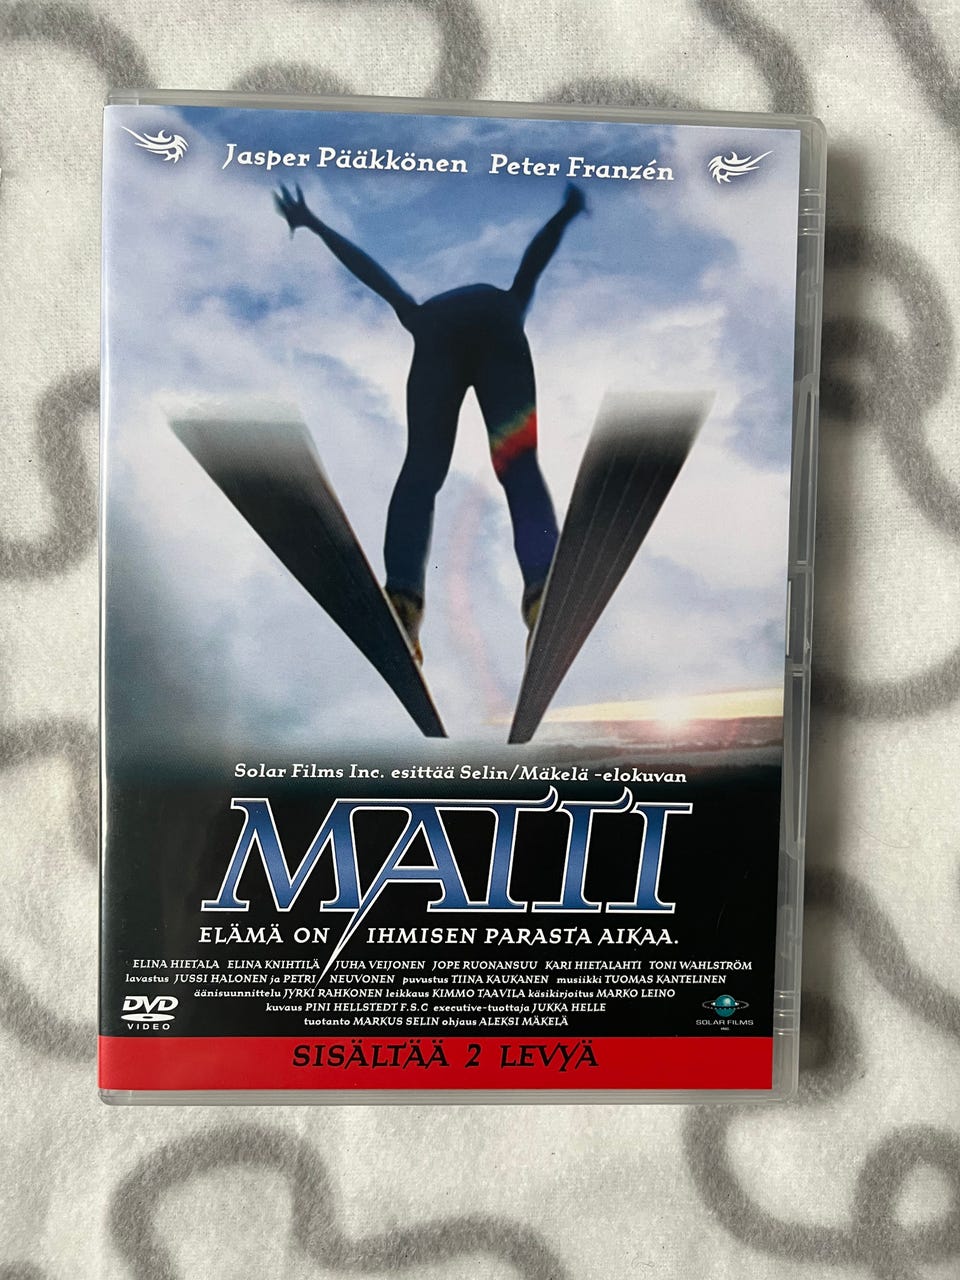 Jasper Pääkkönen Peter Franzén
Solar Films Inc. esittää Selin/Mäkelä -elokuvan
MATTI
ELÄMÄ ON IHMISEN PARASTA AIKAA.
ELINA HIETALA ELINA KNIHTILÄ JUHA VEIJONEN JOPE RUONANSUU KARI HIETALAHTI TONI WAHLSTRÖM
lavastus JUSSI HALONEN ja PETRI NEUVONEN puvustus TIINA KAUKANEN musiikki TUOMAS KANTELINEN
äänisuunnittelu JYRKI RAHKONEN leikkaus KIMMO TAAVILA käsikirjoitus MARKO LEINO
kuvaus PINI HELLSTEDT F.S.C executive-tuottaja JUKKA HELLE
tuotanto MARKUS SELIN ohjaus ALEKSI MÄKELÄ
DVD
VIDEO
SOLAR FILMS
INC.
SISÄLTÄÄ 2 LEVYÄ